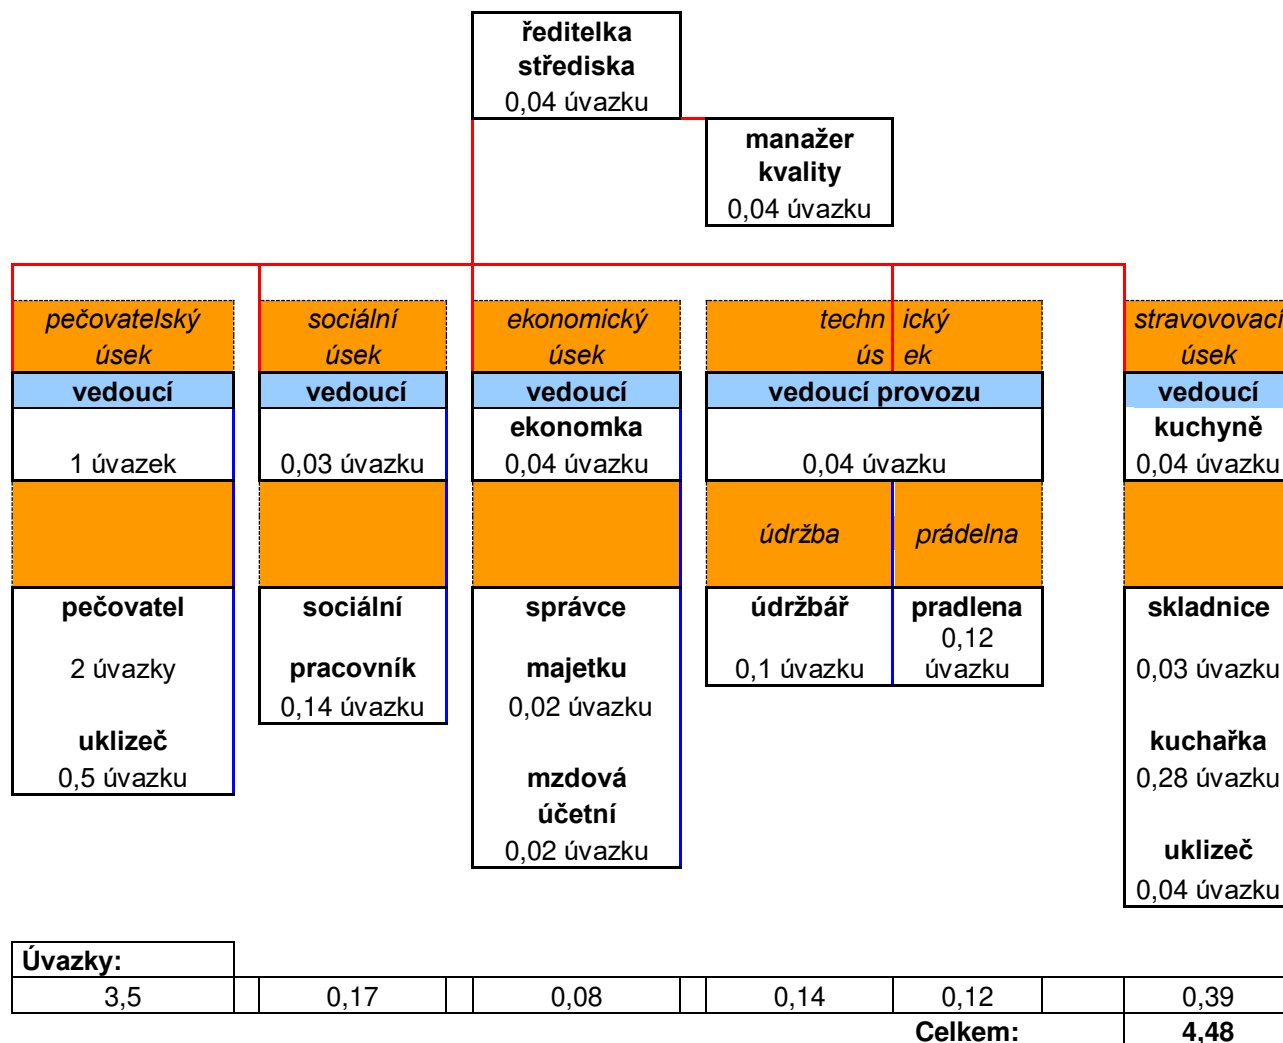 ředitelka
střediska
0,04 úvazku
manažer
kvality
0,04 úvazku
pečovatelský
úsek
vedoucí
1 úvazek
pečovatel
2 úvazky
uklizeč
0,5 úvazku
sociální
úsek
vedoucí
0,03 úvazku
sociální
pracovník
0,14 úvazku
ekonomický
úsek
vedoucí
ekonomka
0,04 úvazku
správce
majetku
0,02 úvazku
mzdová
účetní
0,02 úvazku
technický
úsek
vedoucí provozu
0,04 úvazku
údržba
údržbář
0,1 úvazku
prádelna
pradlena
0,12
úvazku
stravovovací
úsek
vedoucí
kuchyně
0,04 úvazku
skladnice
0,03 úvazku
kuchařka
0,28 úvazku
uklizeč
0,04 úvazku
Úvazky:
3,5 0,17 0,08 0,14 0,12 0,39
Celkem: 4,48